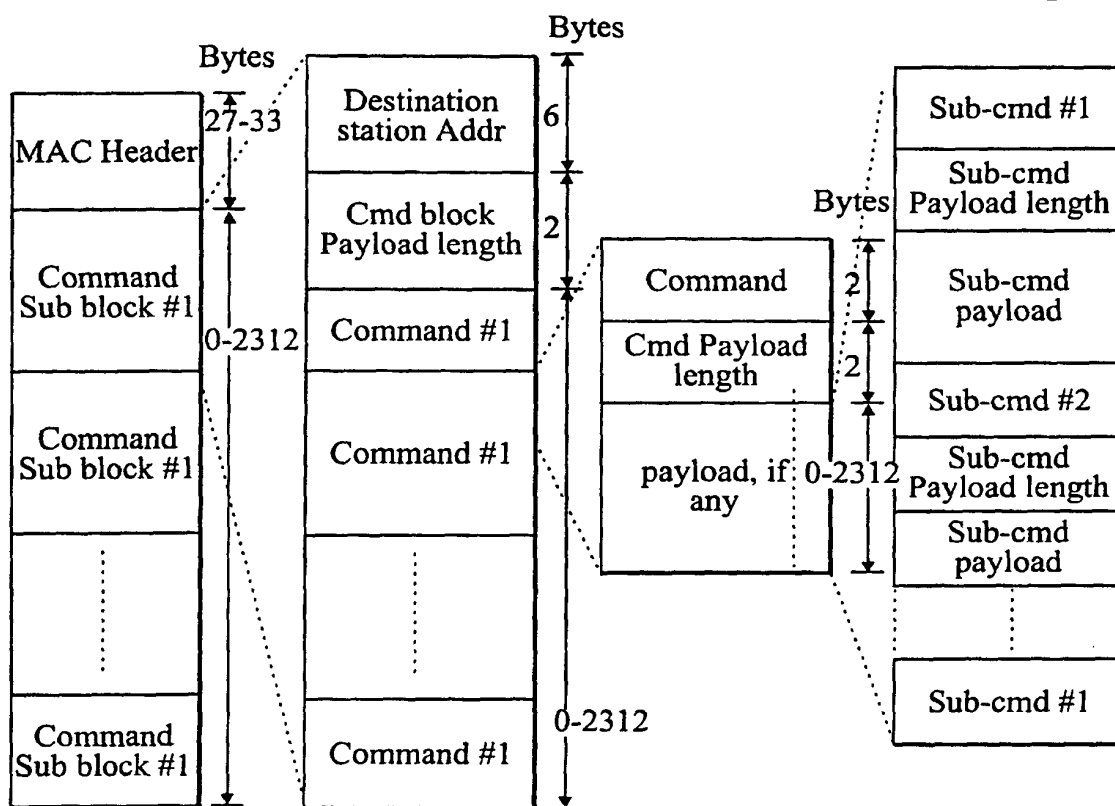 Bytes
MAC Header
27-33
Command
Sub block #1
0-2312
Command
Sub block #1
Command
Sub block #1
Bytes
Destination
station Addr
6
Cmd block
Payload length
2
Command #1
Command #1
Command #1
0-2312
Bytes
Command
2
Cmd Payload
length
2
payload, if
any
0-2312
Sub-cmd #1
Sub-cmd
Payload length
Sub-cmd
payload
Sub-cmd #2
Sub-cmd
Payload length
Sub-cmd
payload
Sub-cmd #1